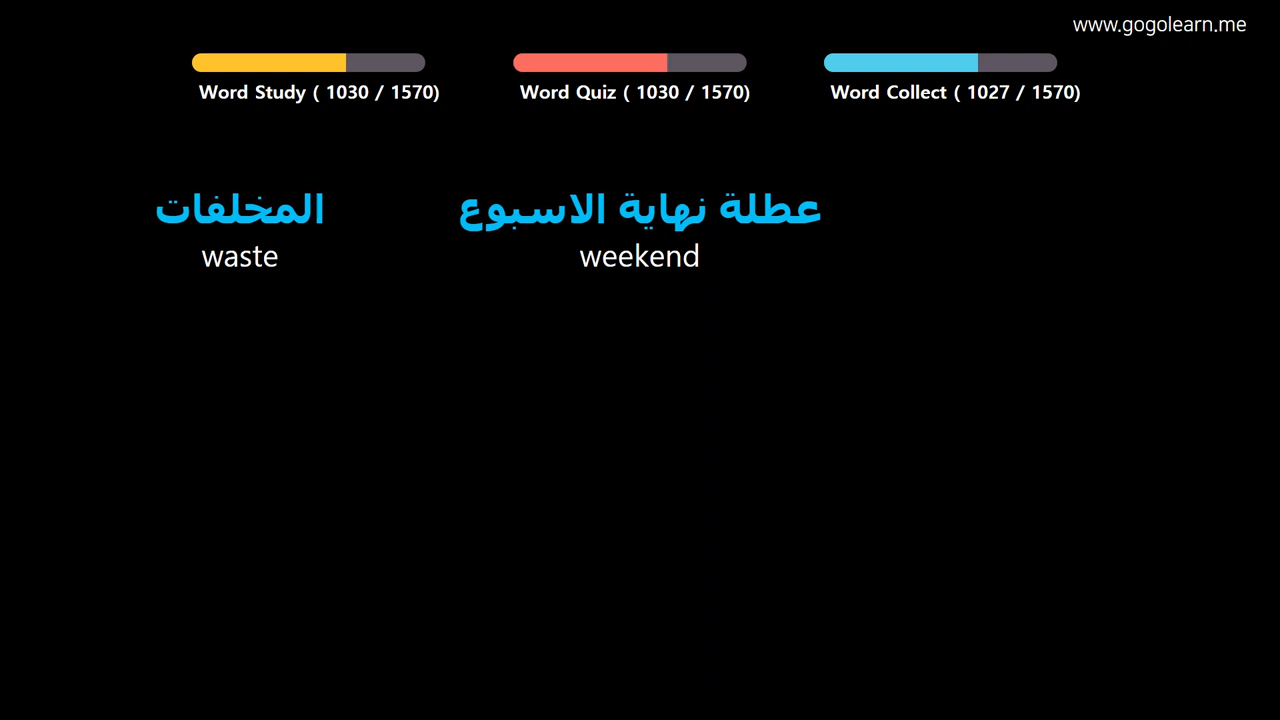 www.gogolearn.me
Word Study ( 1030 / 1570)
Word Quiz ( 1030 / 1570)
Word Collect ( 1027 / 1570)
المخلفات
waste
عطلة نهاية الاسبوع
weekend